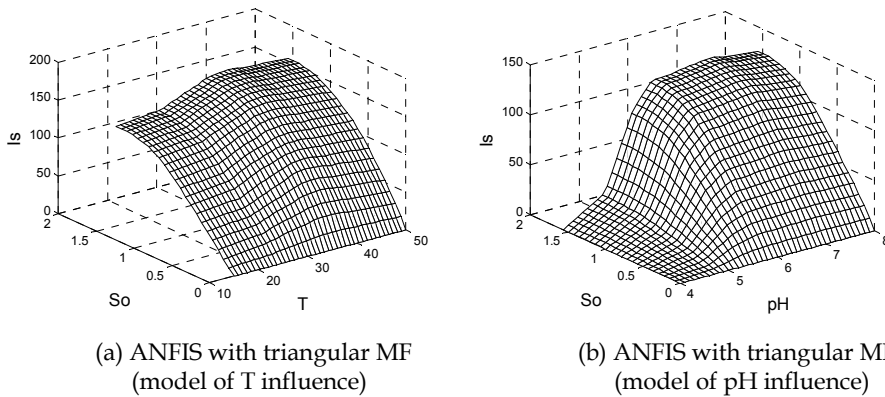 200
150
100
50
0
Is
2
1.5
1
0.5
0
So
10
20
30
40
50
T
(a) ANFIS with triangular MF
(model of T influence)
150
100
50
0
Is
2
1.5
1
0.5
0
So
4
5
6
7
8
pH
(b) ANFIS with triangular
(model of pH influence)